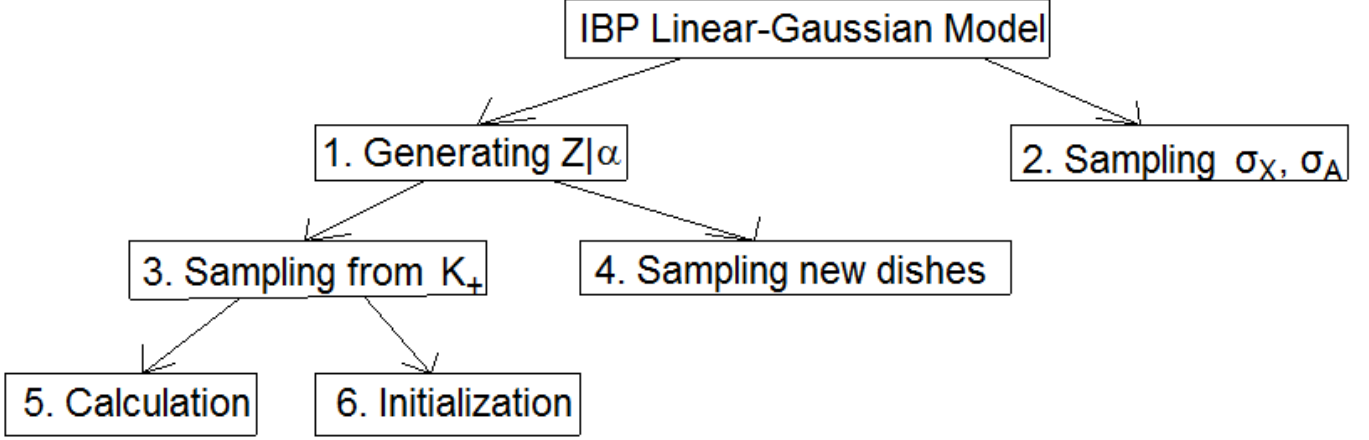 IBP Linear-Gaussian Model
1. Generating Z|α
2. Sampling σX, σA
3. Sampling from K+
4. Sampling new dishes
5. Calculation
6. Initialization